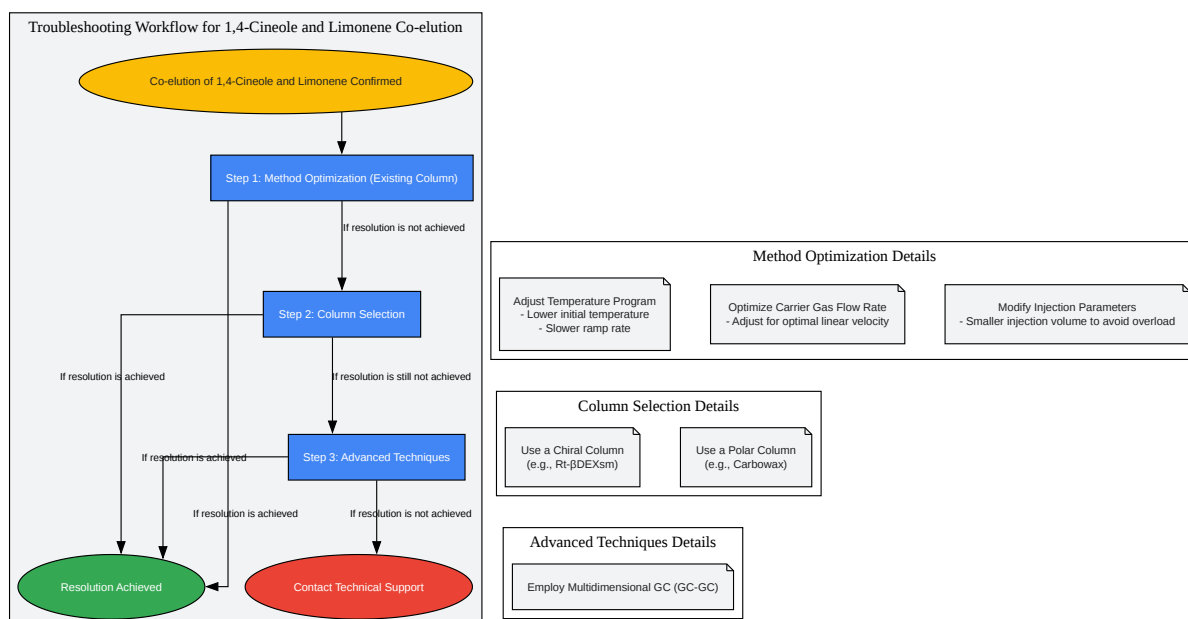 Troubleshooting Workflow for 1,4-Cineole and Limonene Co-elution
Co-elution of 1,4-Cineole and Limonene Confirmed
Step 1: Method Optimization (Existing Column)
If resolution is not achieved
Step 2: Column Selection
If resolution is achieved
If resolution is still not achieved
Step 3: Advanced Techniques
If resolution is achieved
If resolution is achieved
If resolution is not achieved
Resolution Achieved
Contact Technical Support
Method Optimization Details
Adjust Temperature Program
- Lower initial temperature
- Slower ramp rate
Optimize Carrier Gas Flow Rate
- Adjust for optimal linear velocity
Modify Injection Parameters
- Smaller injection volume to avoid overload
Column Selection Details
Use a Chiral Column
(e.g., Rt-βDEXsm)
Use a Polar Column
(e.g., Carbowax)
Advanced Techniques Details
Employ Multidimensional GC (GC-GC)